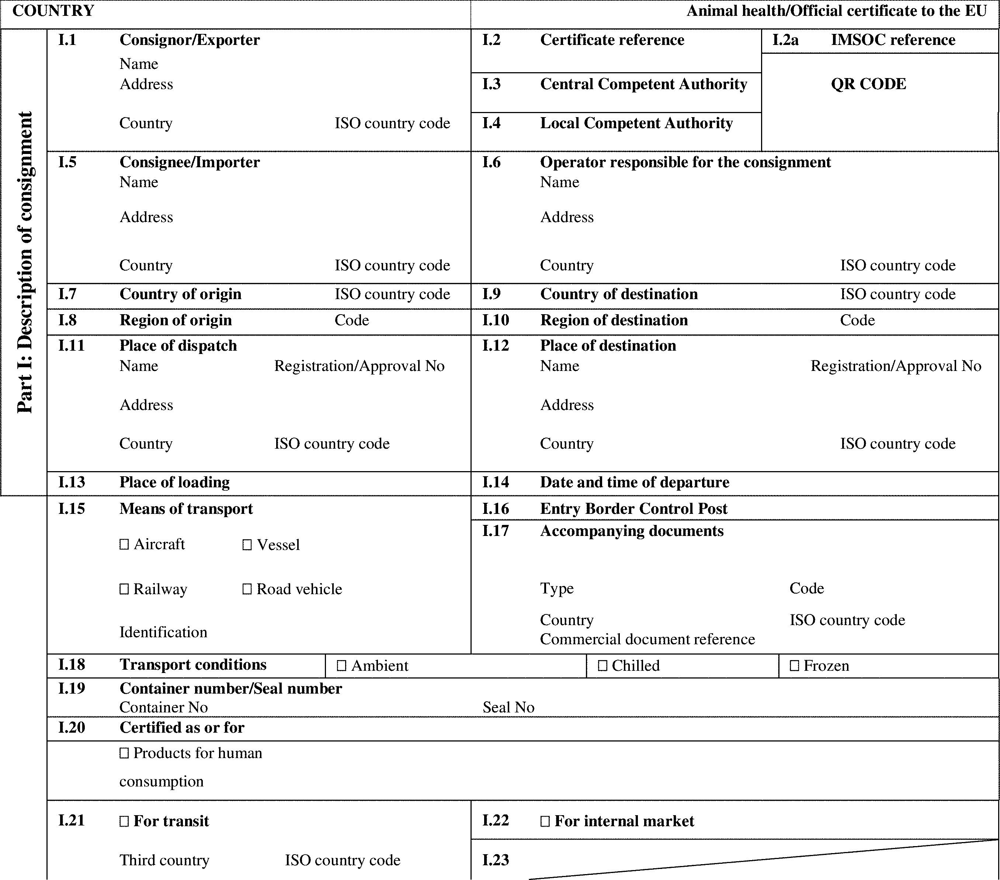 COUNTRY Animal health/Official certificate to the EU
Part I: Description of consignment
I.1 Consignor/Exporter
Name
Address
Country ISO country code
I.2 Certificate reference
I.2a IMSOC reference
QR CODE
I.3 Central Competent Authority
I.4 Local Competent Authority
I.5 Consignee/Importer
Name
Address
Country ISO country code
I.6 Operator responsible for the consignment
Name
Address
Country ISO country code
I.7 Country of origin ISO country code
I.9 Country of destination ISO country code
I.8 Region of origin Code
I.10 Region of destination Code
I.11 Place of dispatch
Name Registration/Approval No
Address
Country ISO country code
I.12 Place of destination
Name Registration/Approval No
Address
Country ISO country code
I.13 Place of loading
I.14 Date and time of departure
I.15 Means of transport
☐ Aircraft ☐ Vessel
☐ Railway ☐ Road vehicle
Identification
I.16 Entry Border Control Post
I.17 Accompanying documents
Type Code
Country ISO country code
Commercial document reference
I.18 Transport conditions ☐ Ambient ☐ Chilled ☐ Frozen
I.19 Container number/Seal number
Container No Seal No
I.20 Certified as or for
☐ Products for human
consumption
I.21 ☐ For transit
Third country ISO country code
I.22 ☐ For internal market
I.23